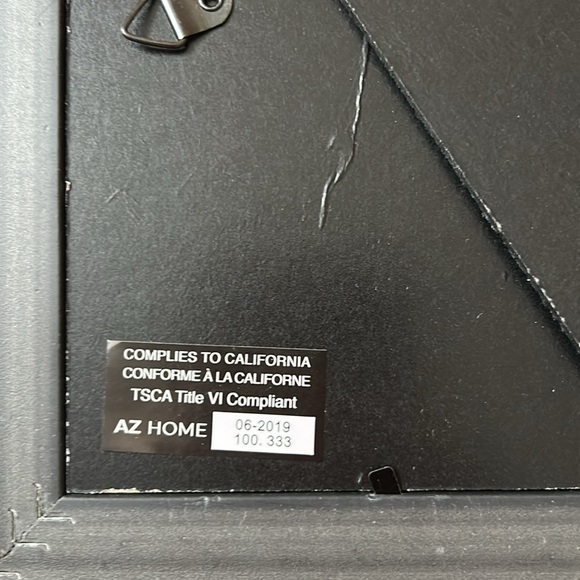 COMPLIES TO CALIFORNIA
CONFORME À LA CALIFORNE
TSCA Title VI Compliant
AZ HOME
06-2019
100. 333